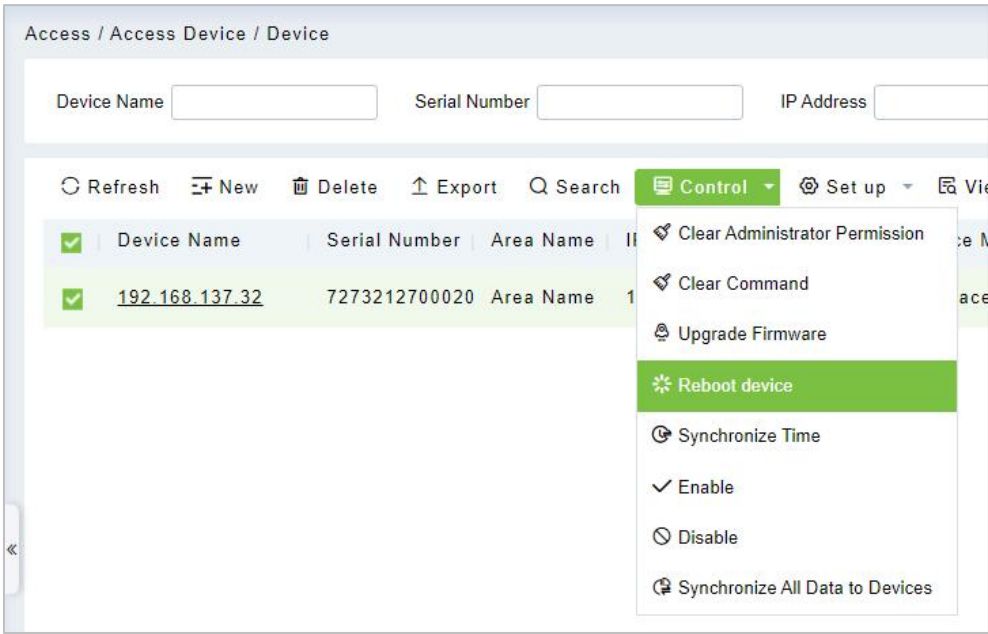 Access / Access Device / Device
Device Name Serial Number IP Address
Refresh New Delete Export Search Control Set up
Device Name Serial Number Area Name
192.168.137.32 7273212700020 Area Name
Clear Administrator Permission
Clear Command
Upgrade Firmware
Reboot device
Synchronize Time
Enable
Disable
Synchronize All Data to Devices